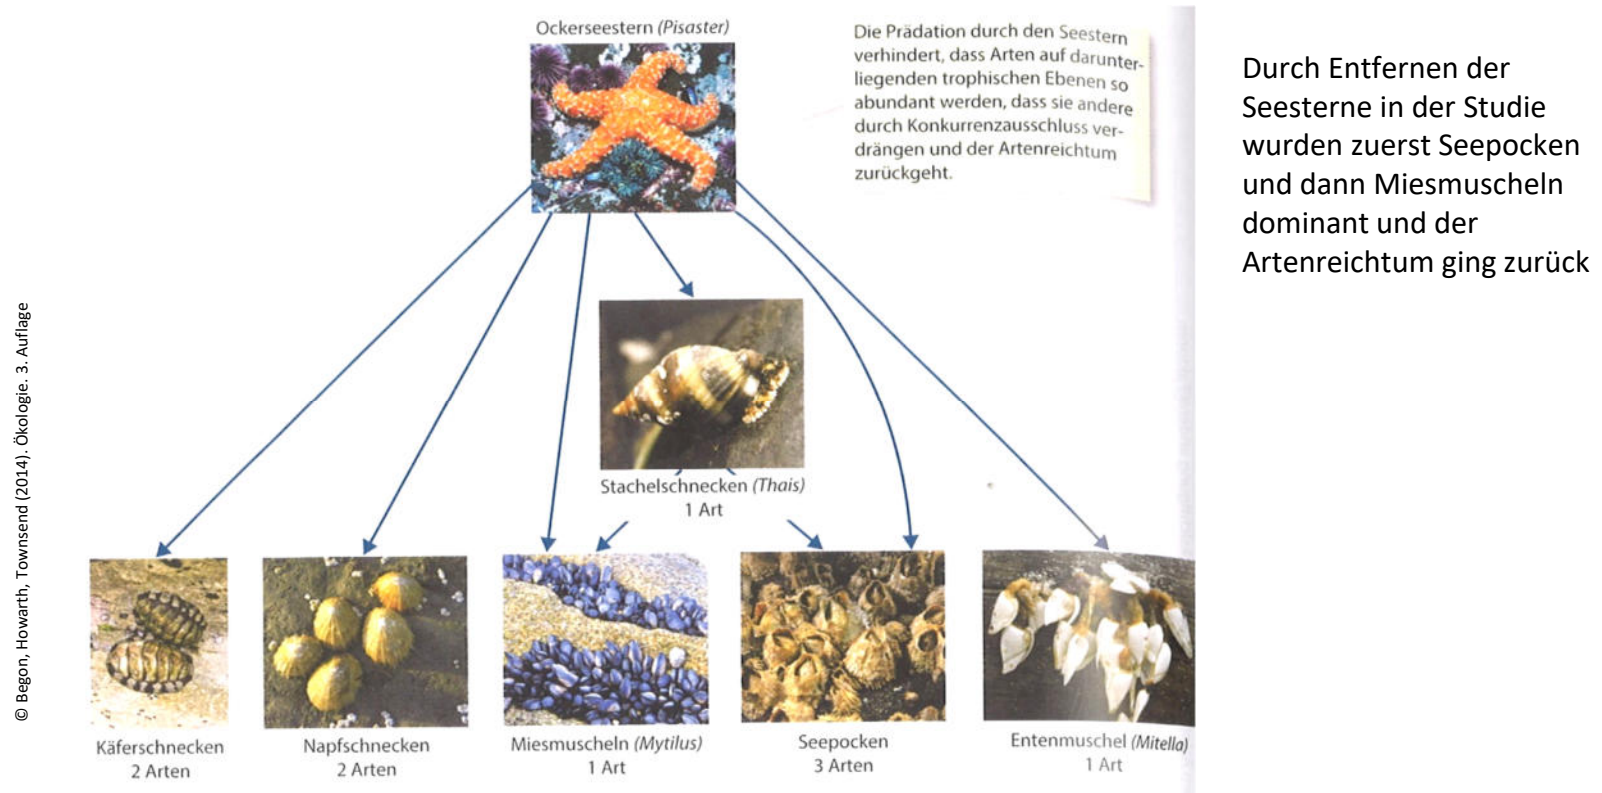 Ockerseestern (Pisaster)
Die Prädation durch den Seestern
verhindert, dass Arten auf darunter-
liegenden trophischen Ebenen so
abundant werden, dass sie andere
durch Konkurrenzausschluss ver-
drängen und der Artenreichtum
zurückgeht.
Durch Entfernen der
Seesterne in der Studie
wurden zuerst Seepocken
und dann Miesmuscheln
dominant und der
Artenreichtum ging zurück
© Begon, Howarth, Townsend (2014). Ökologie. 3. Auflage
Stachelschnecken (Thais)
1 Art
Käferschnecken
2 Arten
Napfschnecken
2 Arten
Miesmuscheln (Mytilus)
1 Art
Seepocken
3 Arten
Entenmuschel (Mitella)
1 Art